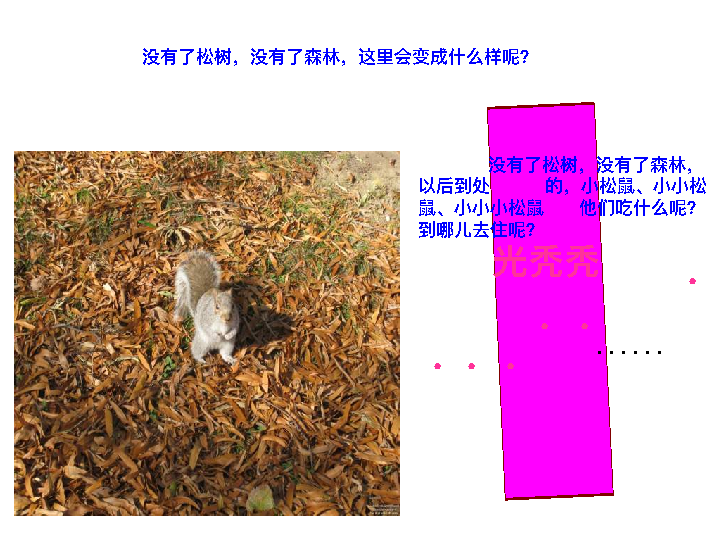 没有了松树，没有了森林，这里会变成什么样呢?
没有了松树，没有了森林，
以后到处 的，小松鼠、小小松
鼠、小小小松鼠 他们吃什么呢?
到哪儿去住呢?
光秃秃
......